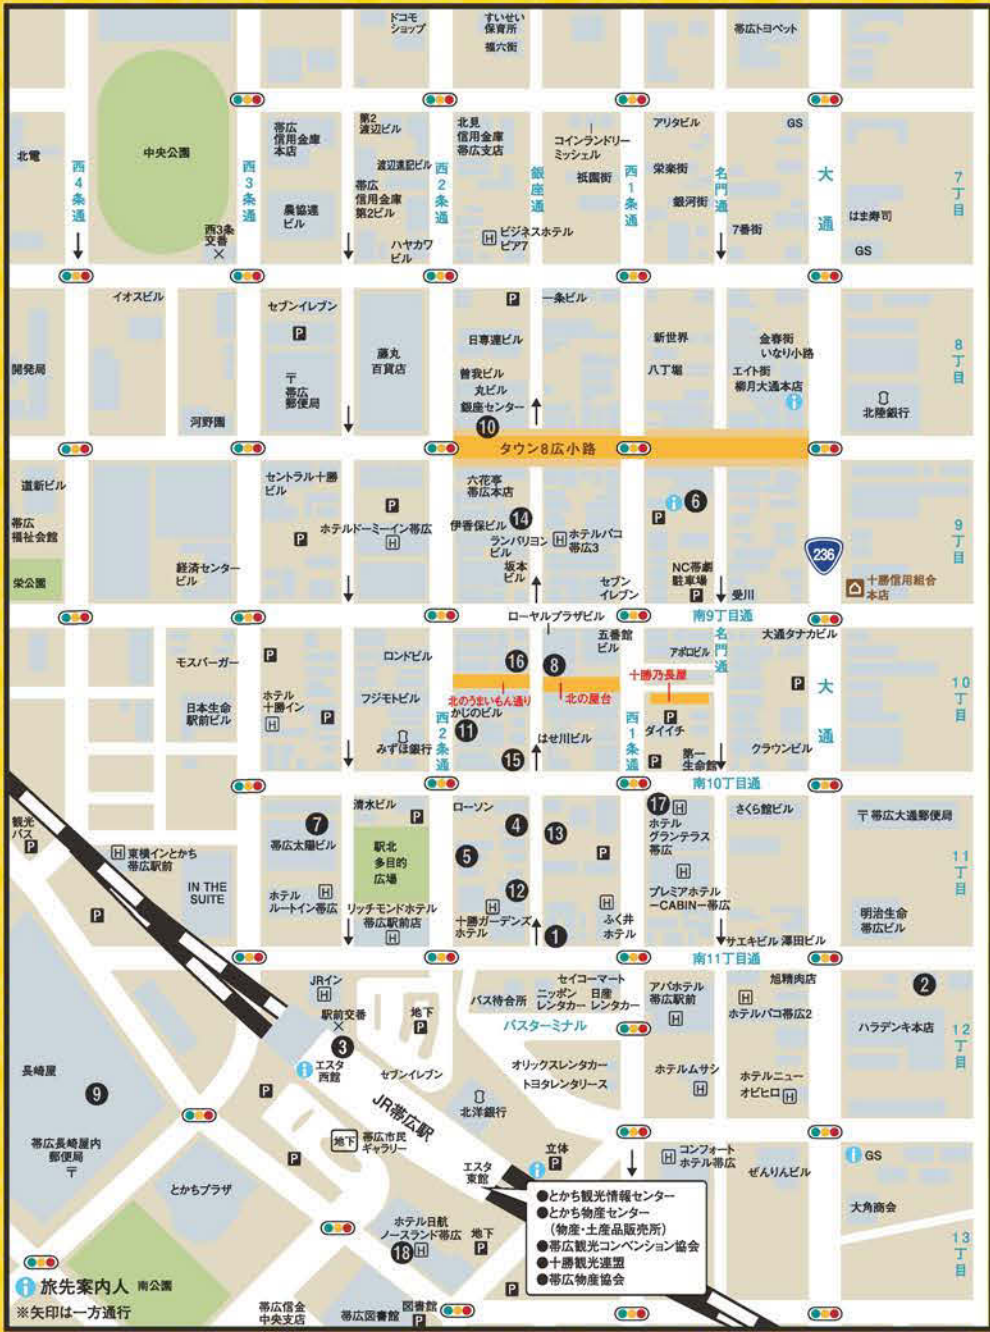 ドコモ
ショップ
すいせい
保育所
福六街
帯広トヨペット
北電
中央公園
西4条通
西3条通
西3条
交番
帯広
信用金庫
本店
農協連
ビル
第2
渡辺ビル
渡辺速記ビル
帯広
信用金庫
第2ビル
ハヤカワ
ビル
西2条通
北見
信用金庫
帯広支店
銀座通
H
ビジネスホテル
ピア7
コインランドリー
ミッシェル
祗園街
西1条通
アリタビル
栄楽街
銀河街
名門通
GS
7番街
大通
はま寿司
GS
7丁目
イオスビル
開発局
河野園
セブンイレブン
P
〒
帯広
郵便局
藤丸
百貨店
P
一条ビル
日専連ビル
曽我ビル
丸ビル
銀座センター
10
タウン8広小路
新世界
八丁堀
金春街
いなり小路
エイト街
柳月大通本店
i
北陸銀行
8丁目
道新ビル
帯広
福祉会館
栄公園
経済センター
ビル
セントラル十勝
ビル
P
P
ホテルドーミーイン帯広
H
六花亭
帯広本店
14
伊香保ビル
ランバリヨン
ビル
坂本
ビル
H
ホテルパコ
帯広3
セブン
イレブン
i
6
P
NC帯劇
駐車場
P
受川
236
十勝信用組合
本店
9丁目
南9丁目通
ローヤルプラザビル
五番館
ビル
モスバーガー
日本生命
駅前ビル
P
ホテル
十勝イン
H
P
ロンドビル
フジモトビル
みずほ銀行
16
8
北のうまいもん通り
北の屋台
十勝乃長屋
かじのビル
11
西2条通
15
はせ川ビル
西1条通
アポロビル
名門通
大通タナカビル
P
P
ダイイチ
P
第一
生命館
クラウンビル
大通
10丁目
南10丁目通
観光
バス
P
H
東横インとかち
帯広駅前
P
IN THE
SUITE
7
帯広太陽ビル
ホテル
ルートイン帯広
H
清水ビル
P
駅北
多目的
広場
リッチモンドホテル
帯広駅前店
H
ローソン
4
5
12
H
十勝ガーデンズ
ホテル
13
P
H
ふく井
ホテル
1
17
H
ホテル
グランテラス
帯広
H
プレミアホテル
ーCABINー帯広
さくら館ビル
サエキビル
澤田ビル
〒帯広大通郵便局
明治生命
帯広ビル
11丁目
南11丁目通
JRイン
H
駅前交番
3
i
エスタ
西館
地下
P
セブンイレブン
バス待合所
セイコーマート
ニッポン
レンタカー
日産
レンタカー
バスターミナル
オリックスレンタカー
トヨタレンタリース
アパホテル
帯広駅前
H
旭精肉店
H
ホテルパコ帯広2
2
ハラデンキ本店
12丁目
ホテルムサシ
H
ホテルニュー
オビヒロ
H
長崎屋
9
帯広長崎屋内
郵便局
〒
P
P
JR帯広駅
地下
帯広市民
ギャラリー
北洋銀行
エスタ
東館
i
立体
P
H
コンフォート
ホテル帯広
ぜんりんビル
i
GS
大角商会
13丁目
とかちプラザ
ホテル日航
ノースランド帯広
18
H
地下
P
P
●とかち観光情報センター
●とかち物産センター
(物産・土産品販売所)
●帯広観光コンベンション協会
●十勝観光連盟
●帯広物産協会
i
旅先案内人
南公園
※矢印は一方通行
帯広信金
中央支店
帯広図書館
図書館
P